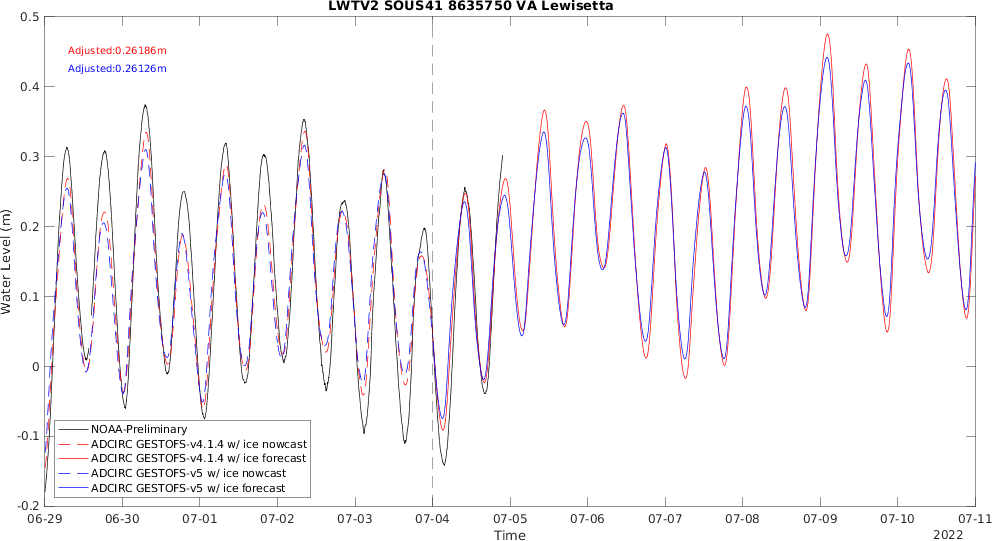 LWTV2 SOUS41 8635750 VA Lewisetta
0.5
0.4
0.3
0.2
0.1
0
-0.1
-0.2
Water Level (m)
Adjusted:0.26186m
Adjusted:0.26126m
NOAA-Preliminary
ADCIRC GESTOFS-v4.1.4 w/ ice nowcast
ADCIRC GESTOFS-v4.1.4 w/ ice forecast
ADCIRC GESTOFS-v5 w/ ice nowcast
ADCIRC GESTOFS-v5 w/ ice forecast
06-29 06-30 07-01 07-02 07-03 07-04 07-05 07-06 07-07 07-08 07-09 07-10 07-11
Time
2022